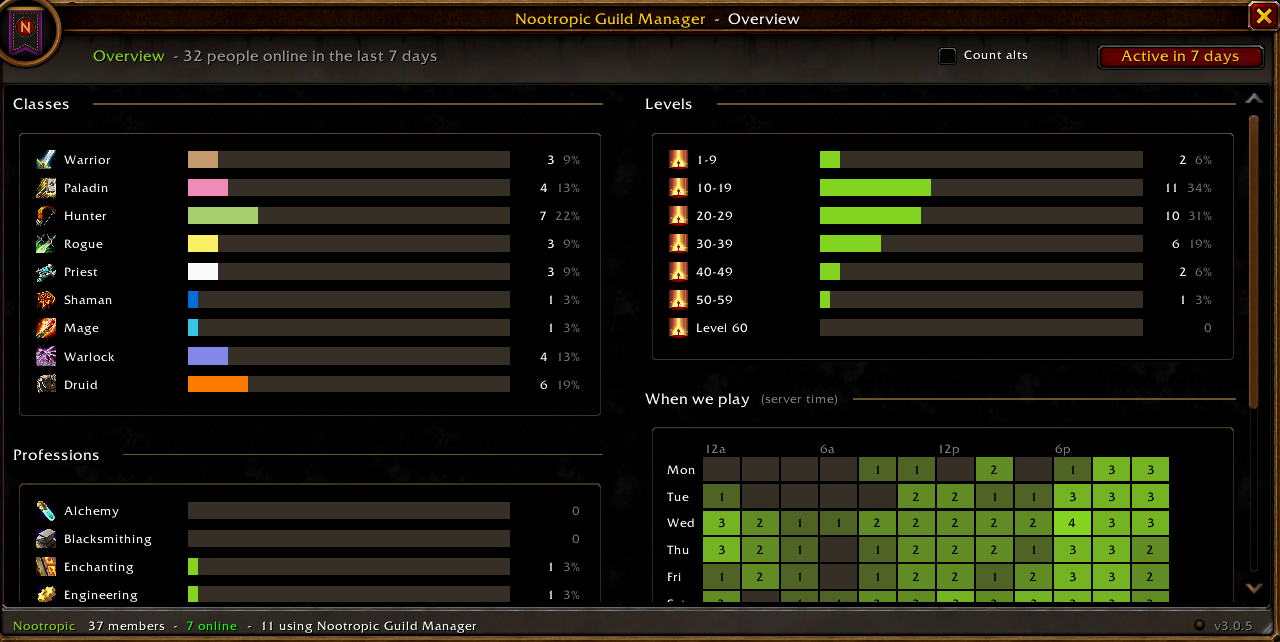 N
Nootropic Guild Manager - Overview
Overview - 32 people online in the last 7 days
Count alts
Active in 7 days
Classes
Warrior 3 9%
Paladin 4 13%
Hunter 7 22%
Rogue 3 9%
Priest 3 9%
Shaman 1 3%
Mage 1 3%
Warlock 4 13%
Druid 6 19%
Professions
Alchemy 0
Blacksmithing 0
Enchanting 1 3%
Engineering 1 3%
Levels
1-9 2 6%
10-19 11 34%
20-29 10 31%
30-39 6 19%
40-49 2 6%
50-59 1 3%
Level 60 0
When we play (server time)
12a 6a 12p 6p
Mon 1 1 2 1 3 3
Tue 1 2 2 1 1 3 3 3
Wed 3 2 1 1 2 2 2 2 2 4 3 3
Thu 3 2 1 1 2 2 2 1 3 3 2
Fri 1 2 1 1 2 2 1 2 3 3 2
Nootropic 37 members - 7 online - 11 using Nootropic Guild Manager
v3.0.5